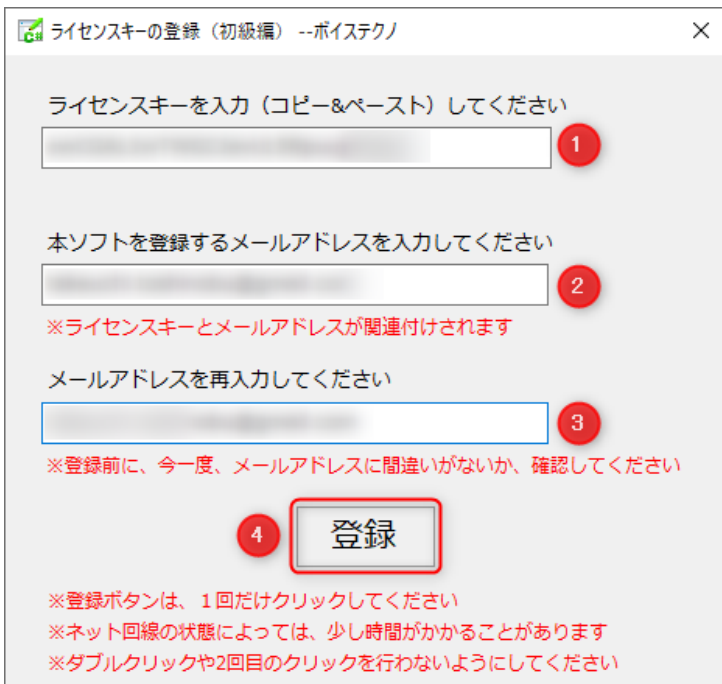 ライセンスキーの登録（初級編） --ボイステクノ
ライセンスキーを入力（コピー&ペースト）してください
1
本ソフトを登録するメールアドレスを入力してください
2
※ライセンスキーとメールアドレスが関連付けされます
メールアドレスを再入力してください
3
※登録前に、今一度、メールアドレスに間違いがないか、確認してください
4 登録
※登録ボタンは、１回だけクリックしてください
※ネット回線の状態によっては、少し時間がかかることがあります
※ダブルクリックや2回目のクリックを行わないようにしてください